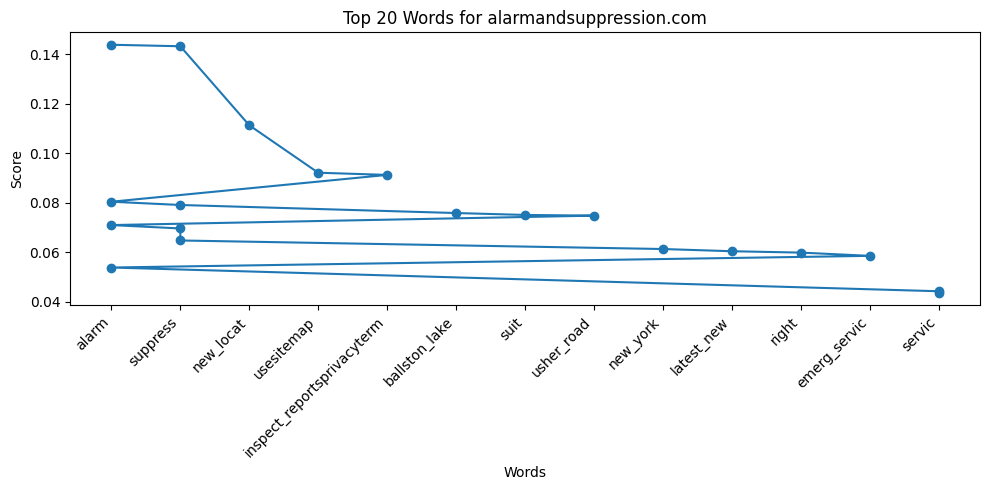 Top 20 Words for alarmandsuppression.com
Score
0.14
0.12
0.10
0.08
0.06
0.04
alarm
suppress
new_locat
usesitemap
inspect_reportsprivacyterm
ballston_lake
suit
usher_road
new_york
latest_new
right
emerg_servic
servic
Words